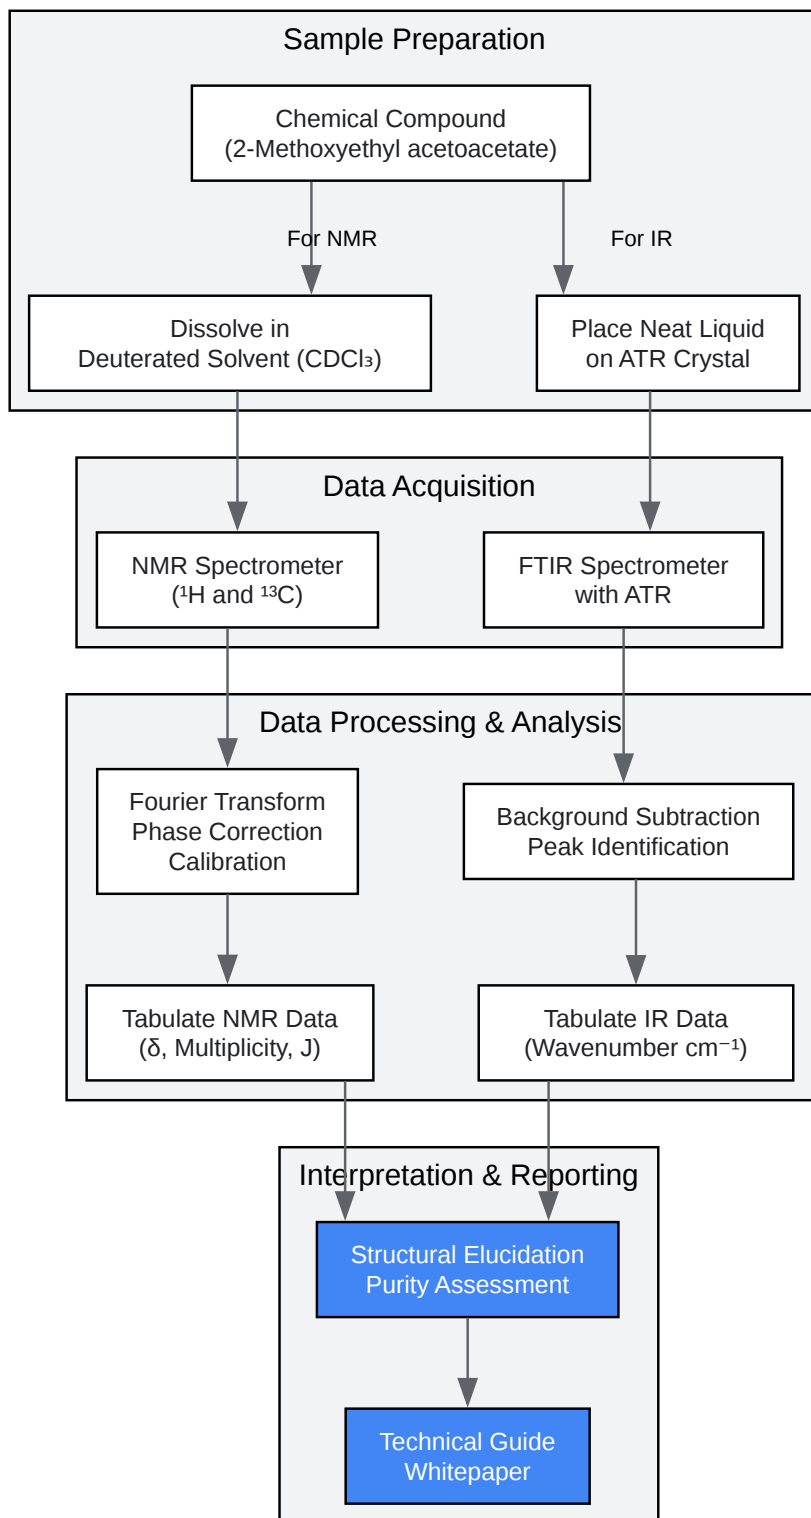 Sample Preparation
Chemical Compound
(2-Methoxyethyl acetoacetate)
For NMR
For IR
Dissolve in
Deuterated Solvent (CDCl₃)
Place Neat Liquid
on ATR Crystal
Data Acquisition
NMR Spectrometer
(¹H and ¹³C)
FTIR Spectrometer
with ATR
Data Processing & Analysis
Fourier Transform
Phase Correction
Calibration
Background Subtraction
Peak Identification
Tabulate NMR Data
(δ, Multiplicity, J)
Tabulate IR Data
(Wavenumber cm⁻¹)
Interpretation & Reporting
Structural Elucidation
Purity Assessment
Technical Guide
Whitepaper